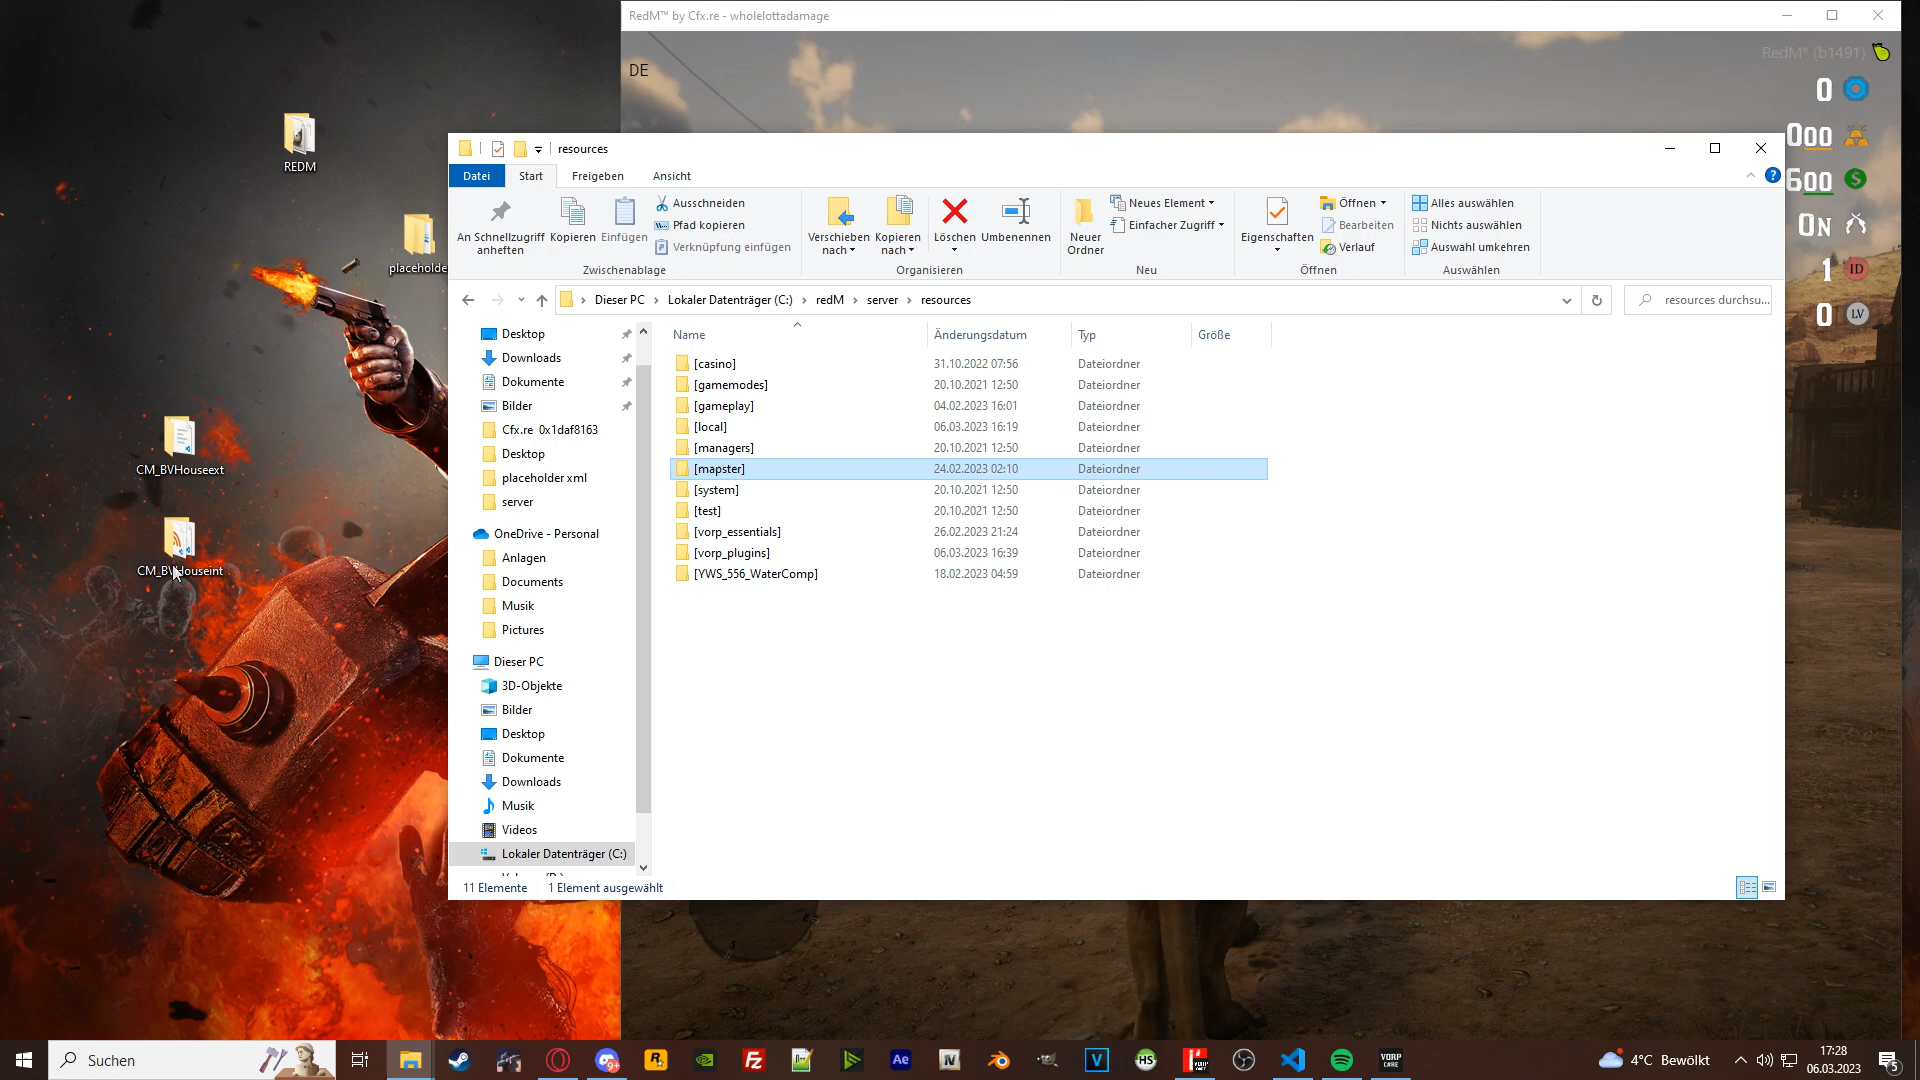 RedM™ by Cfx.re - wholelottadamage
RedM* (b1491)
DE
0
000
600
ON
1 ID
0 LV
REDM
placeholde
CM_BVHouseext
CM_BVHouseint
resources
Datei Start Freigeben Ansicht
An Schnellzugriff anheften
Kopieren
Einfügen
Ausschneiden
Pfad kopieren
Verknüpfung einfügen
Zwischenablage
Verschieben nach
Kopieren nach
Löschen
Umbenennen
Organisieren
Neuer Ordner
Neues Element
Einfacher Zugriff
Neu
Eigenschaften
Öffnen
Bearbeiten
Verlauf
Öffnen
Alles auswählen
Nichts auswählen
Auswahl umkehren
Auswählen
Dieser PC › Lokaler Datenträger (C:) › redM › server › resources
resources durchsu...
Desktop
Downloads
Dokumente
Bilder
Cfx.re 0x1daf8163
Desktop
placeholder xml
server
OneDrive - Personal
Anlagen
Documents
Musik
Pictures
Dieser PC
3D-Objekte
Bilder
Desktop
Dokumente
Downloads
Musik
Videos
Lokaler Datenträger (C:)
Name Änderungsdatum Typ Größe
[casino] 31.10.2022 07:56 Dateiordner
[gamemodes] 20.10.2021 12:50 Dateiordner
[gameplay] 04.02.2023 16:01 Dateiordner
[local] 06.03.2023 16:19 Dateiordner
[managers] 20.10.2021 12:50 Dateiordner
[mapster] 24.02.2023 02:10 Dateiordner
[system] 20.10.2021 12:50 Dateiordner
[test] 20.10.2021 12:50 Dateiordner
[vorp_essentials] 26.02.2023 21:24 Dateiordner
[vorp_plugins] 06.03.2023 16:39 Dateiordner
[YWS_556_WaterComp] 18.02.2023 04:59 Dateiordner
11 Elemente 1 Element ausgewählt
Suchen
4°C Bewölkt
17:28
06.03.2023
5